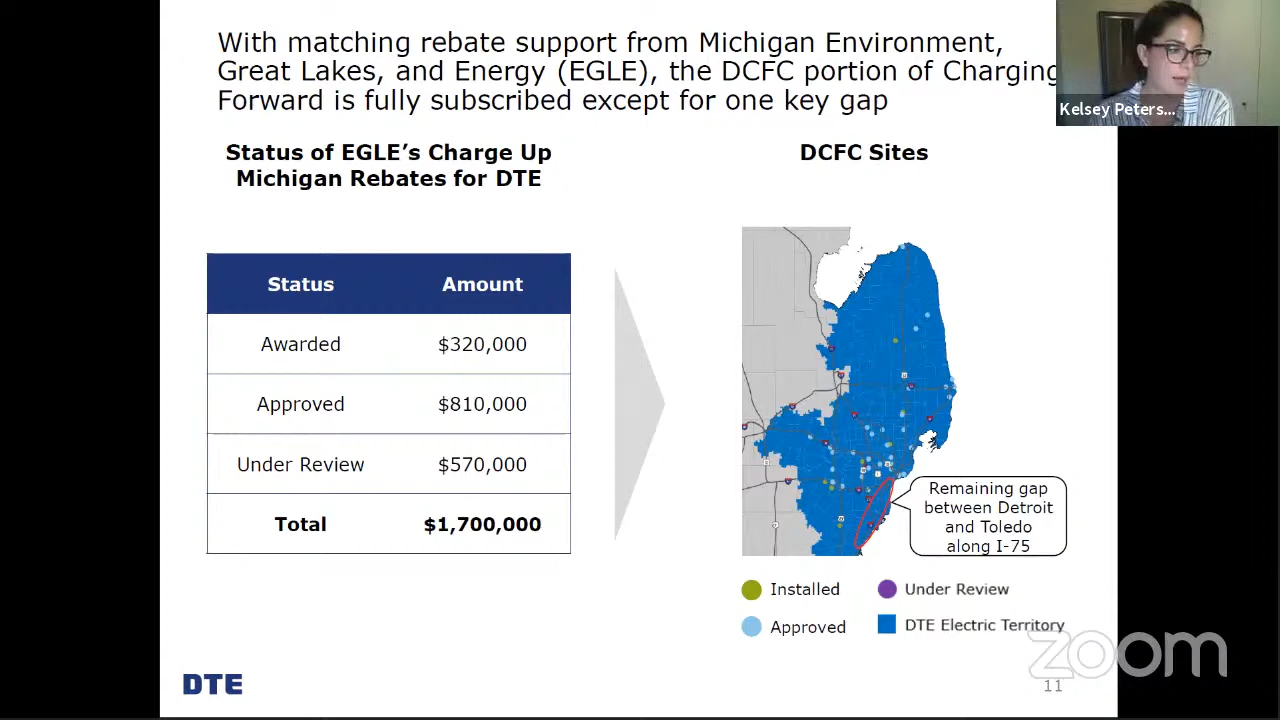 With matching rebate support from Michigan Environment,
Great Lakes, and Energy (EGLE), the DCFC portion of Charging
Forward is fully subscribed except for one key gap
Kelsey Peters...
Status of EGLE’s Charge Up
Michigan Rebates for DTE
DCFC Sites
Status Amount
Awarded $320,000
Approved $810,000
Under Review $570,000
Total $1,700,000
Remaining gap
between Detroit
and Toledo
along I-75
Installed Under Review
Approved DTE Electric Territory
zoom
DTE
11